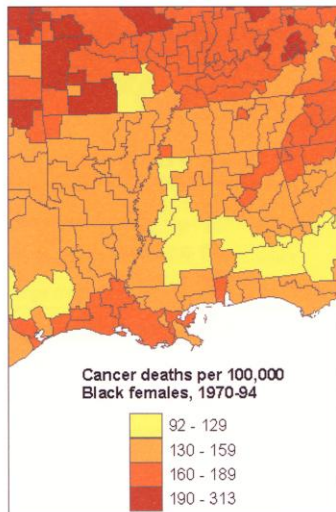 Cancer deaths per 100,000
Black females, 1970-94
92 - 129
130 - 159
160 - 189
190 - 313